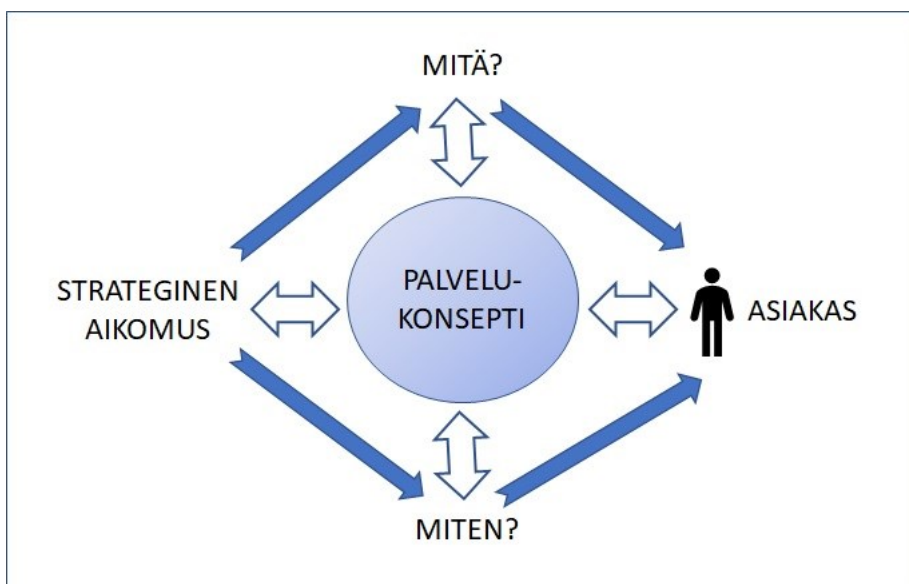 MITÄ?
STRATEGINEN
AIKOMUS
PALVELU-
KONSEPTI
ASIAKAS
MITEN?